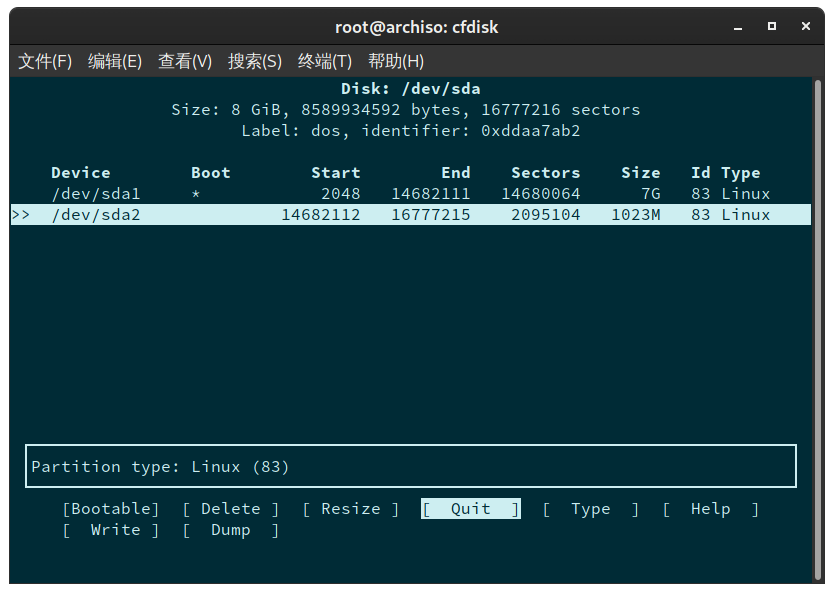 root@archiso: cfdisk
文件(F) 编辑(E) 查看(V) 搜索(S) 终端(T) 帮助(H)
Disk: /dev/sda
Size: 8 GiB, 8589934592 bytes, 16777216 sectors
Label: dos, identifier: 0xddaa7ab2
Device Boot Start End Sectors Size Id Type
/dev/sda1 * 2048 14682111 14680064 7G 83 Linux
>> /dev/sda2 14682112 16777215 2095104 1023M 83 Linux
Partition type: Linux (83)
[Bootable] [ Delete ] [ Resize ] [ Quit ] [ Type ] [ Help ]
[ Write ] [ Dump ]